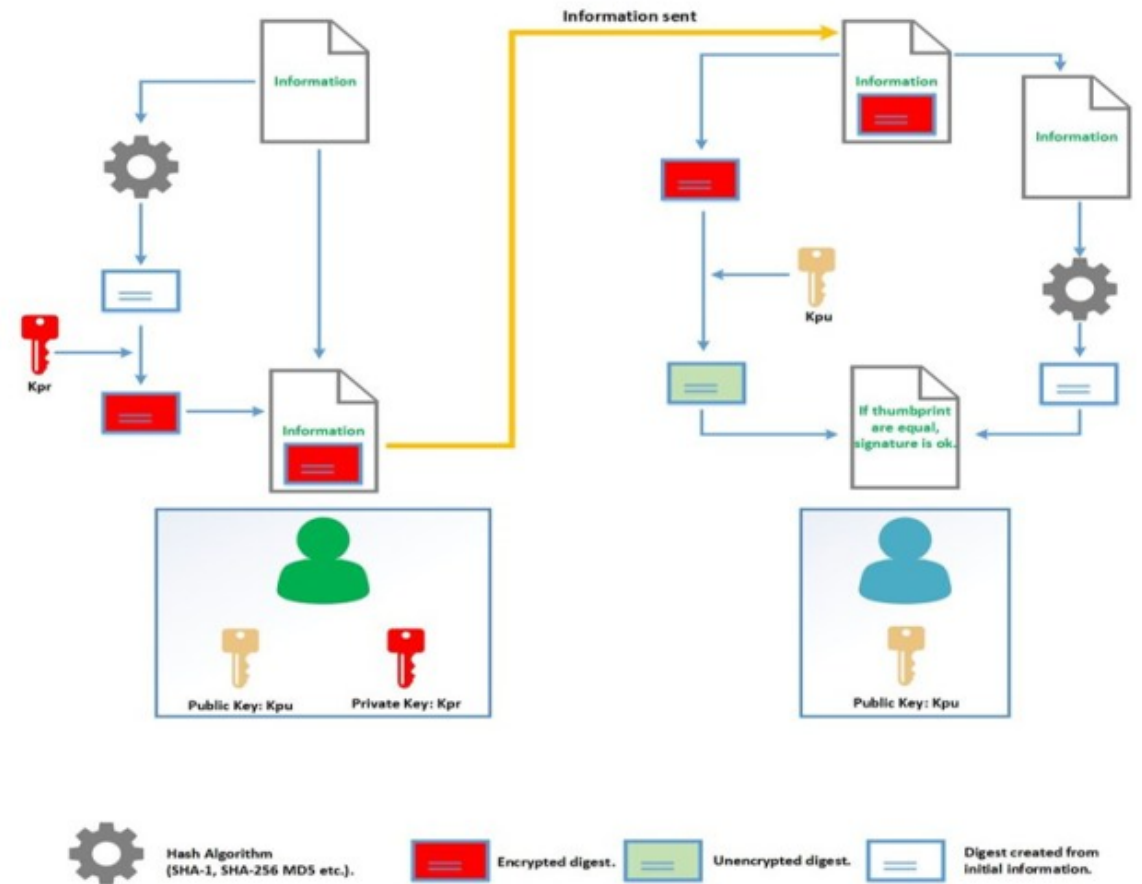 Information sent
Information
Information
Information
Kpu
Kpr
Information
If thumbprint
are equal,
signature is ok.
Public Key: Kpu
Private Key: Kpr
Public Key: Kpu
Hash Algorithm
(SHA-1, SHA-256 MD5 etc.).
Encrypted digest.
Unencrypted digest.
Digest created from
initial information.